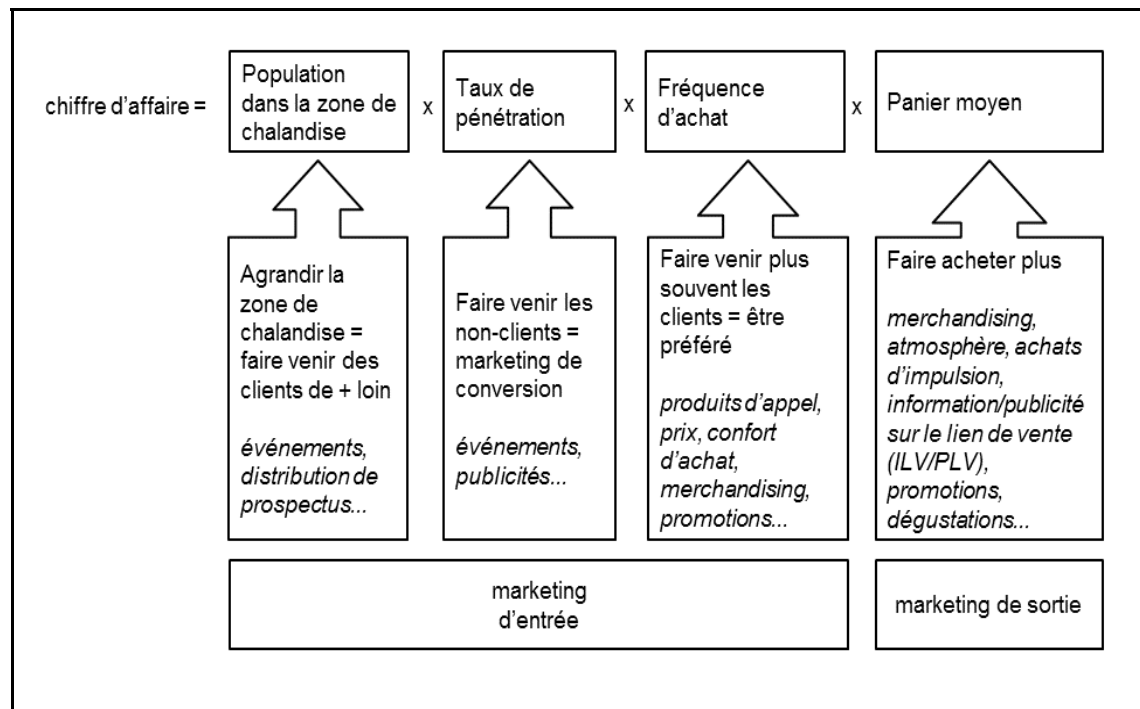 chiffre d'affaire =
Population
dans la zone de
chalandise
x
Taux de
pénétration
x
Fréquence
d'achat
x
Panier moyen
Agrandir la
zone de
chalandise =
faire venir des
clients de + loin
événements,
distribution de
prospectus...
Faire venir les
non-clients =
marketing de
conversion
événements,
publicités...
Faire venir plus
souvent les
clients = être
préféré
produits d'appel,
prix, confort
d'achat,
merchandising,
promotions...
Faire acheter plus
merchandising,
atmosphère, achats
d'impulsion,
information/publicité
sur le lien de vente
(ILV/PLV),
promotions,
dégustations...
marketing
d'entrée
marketing de sortie